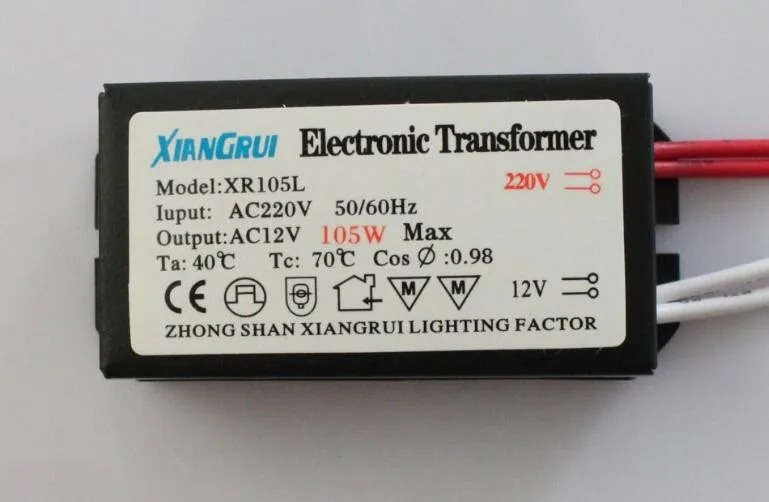 XIANGRUI Electronic Transformer
Model:XR105L
220V
Iuput: AC220V 50/60Hz
Output:AC12V 105W Max
Ta: 40℃ Tc: 70℃ Cos Ø :0.98
CE M M 12V
ZHONG SHAN XIANGRUI LIGHTING FACTOR